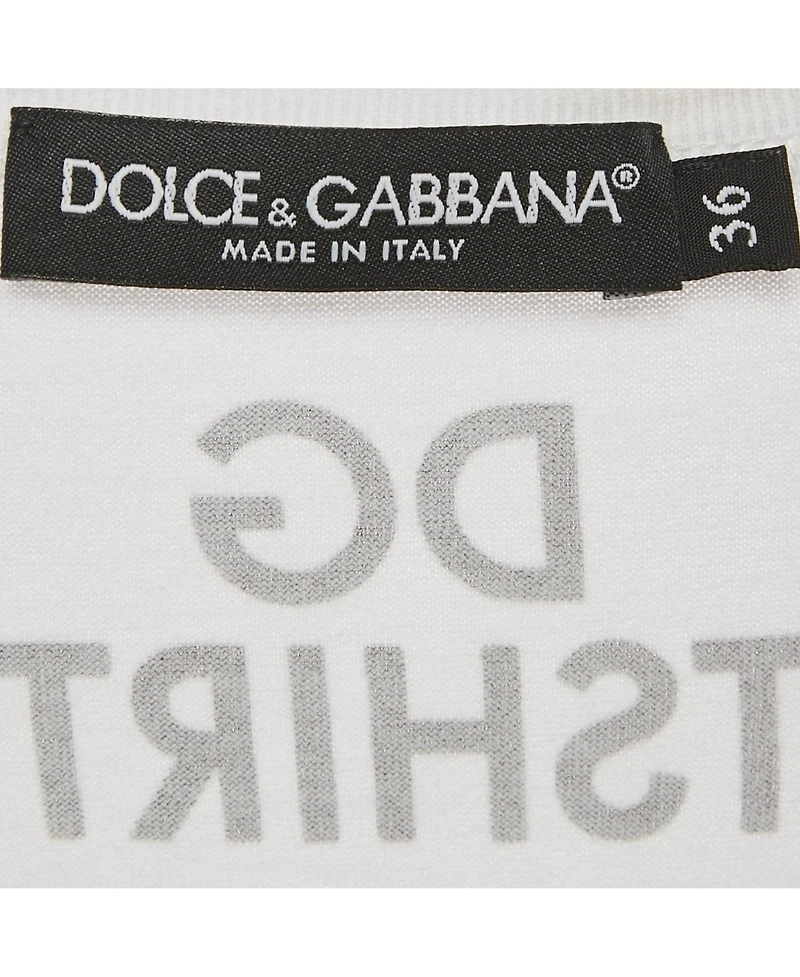 DOLCE & GABBANA®
MADE IN ITALY
36
DG
TSHIRT